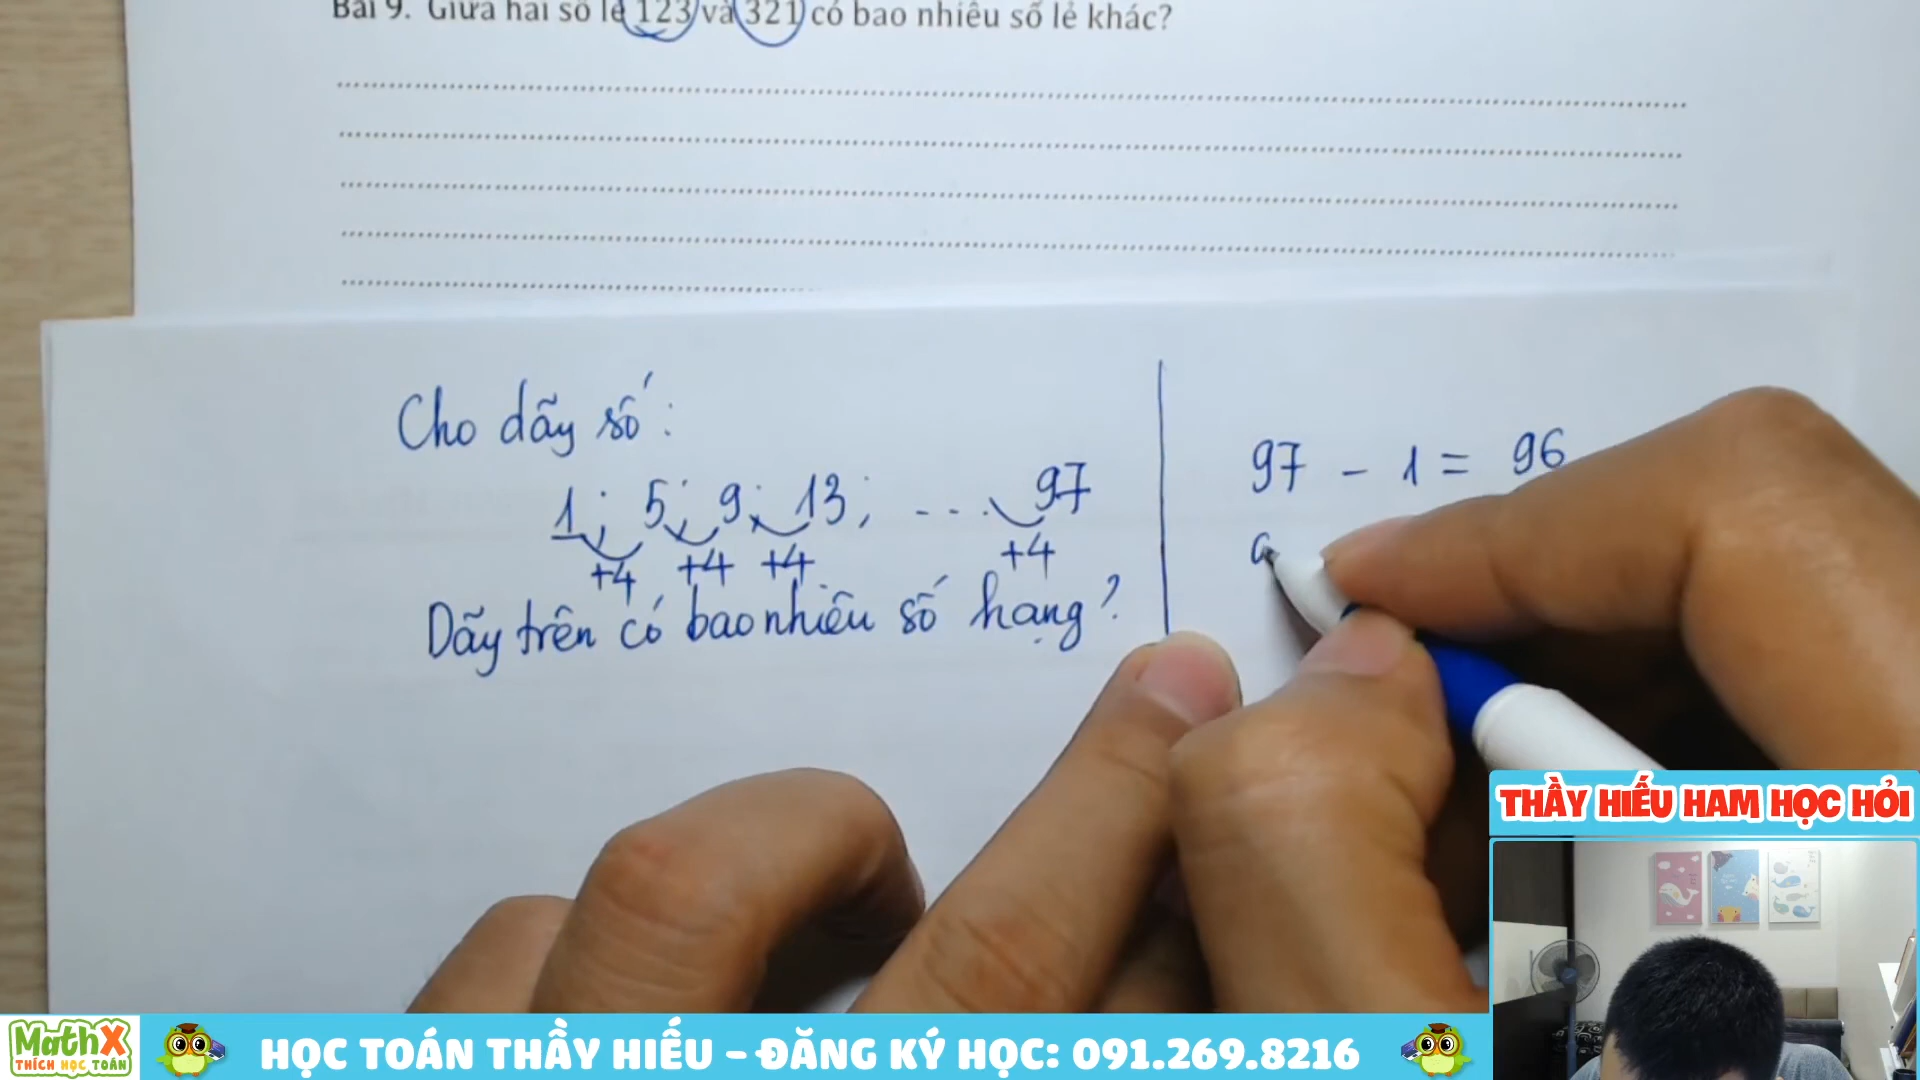 Bài 9. Giữa hai số lẻ 123 và 321 có bao nhiêu số lẻ khác?
Cho dãy số:
1; 5; 9; 13; ... 97
+4 +4 +4 +4
Dãy trên có bao nhiêu số hạng?
97 - 1 = 96
THẦY HIẾU HAM HỌC HỎI
MathX
THÍCH HỌC TOÁN
HỌC TOÁN THẦY HIẾU - ĐĂNG KÝ HỌC: 091.269.8216